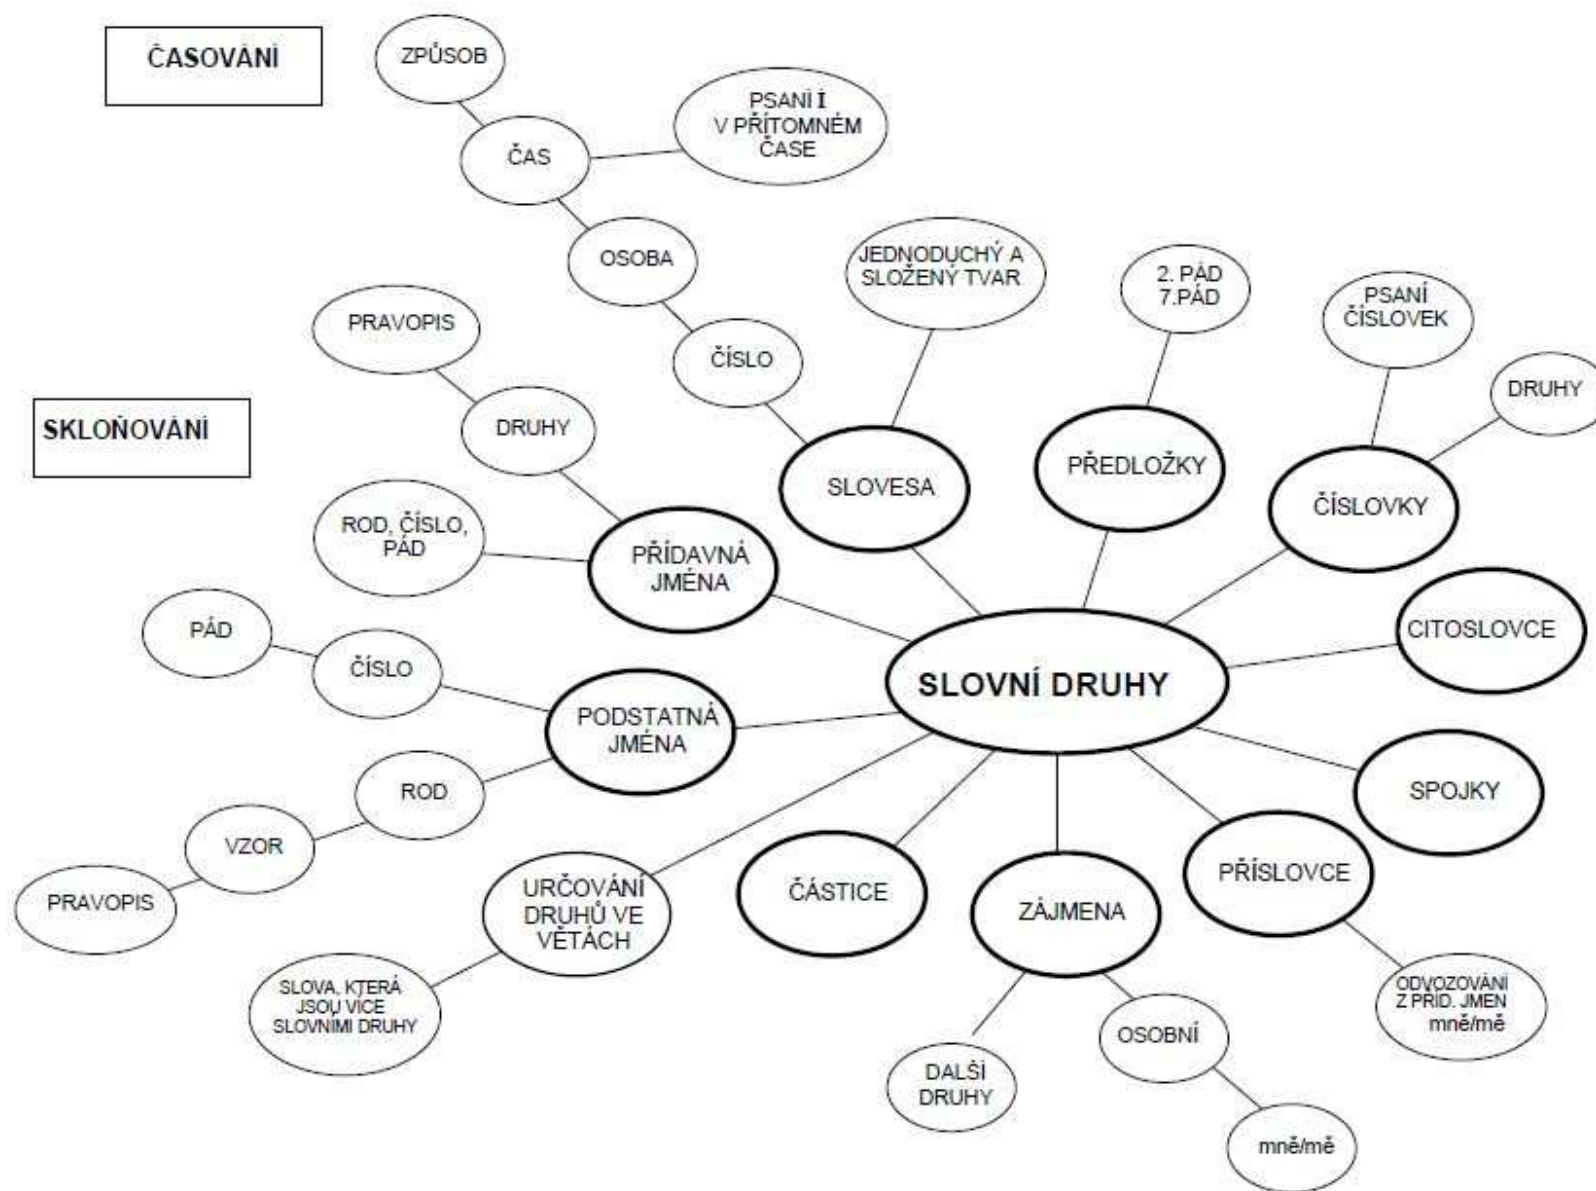 ČASOVÁNÍ
ZPŮSOB
PSANÍ Í
V PŘÍTOMNÉM
ČASE
ČAS
OSOBA
JEDNODUCHÝ A
SLOŽENÝ TVAR
2. PÁD
7.PÁD
PSANÍ
ČÍSLOVEK
PRAVOPIS
ČÍSLO
DRUHY
SKLOŇOVÁNÍ
DRUHY
SLOVESA
PŘEDLOŽKY
ČÍSLOVKY
ROD, ČÍSLO,
PÁD
PŘÍDAVNÁ
JMÉNA
PÁD
ČÍSLO
CITOSLOVCE
SLOVNÍ DRUHY
PODSTATNÁ
JMÉNA
ROD
SPOJKY
VZOR
PRAVOPIS
URČOVÁNÍ
DRUHŮ VE
VĚTÁCH
ČÁSTICE
ZÁJMENA
PŘÍSLOVCE
SLOVA, KTERÁ
JSOU VÍCE
SLOVNÍMI DRUHY
ODVOZOVÁNÍ
Z PŘÍD. JMEN
mně/mě
OSOBNÍ
DALŠÍ
DRUHY
mně/mě